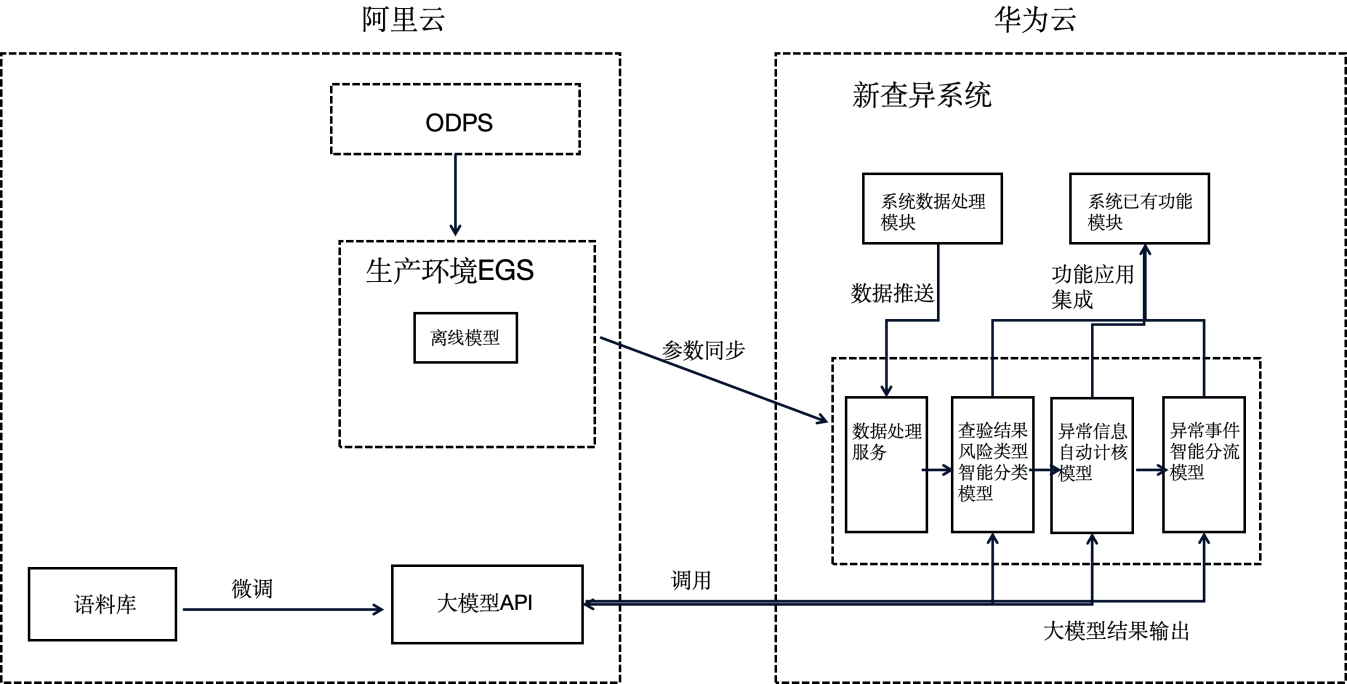 阿里云
华为云
ODPS
生产环境EGS
离线模型
语料库
微调
大模型API
参数同步
调用
新查异系统
系统数据处理
模块
系统已有功能
模块
数据推送
功能应用
集成
数据处理
服务
查验结果
风险类型
智能分类
模型
异常信息
自动计核
模型
异常事件
智能分流
模型
大模型结果输出